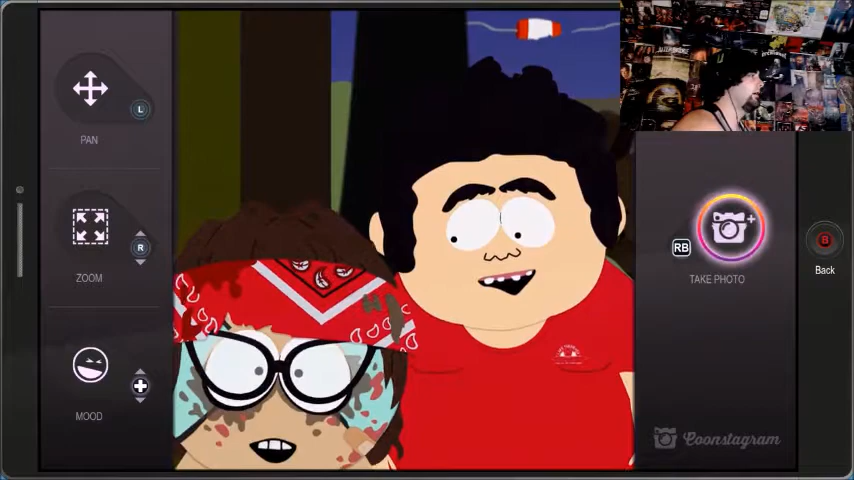 L
PAN
R
ZOOM
MOOD
RB
TAKE PHOTO
B
Back
Coonstagram